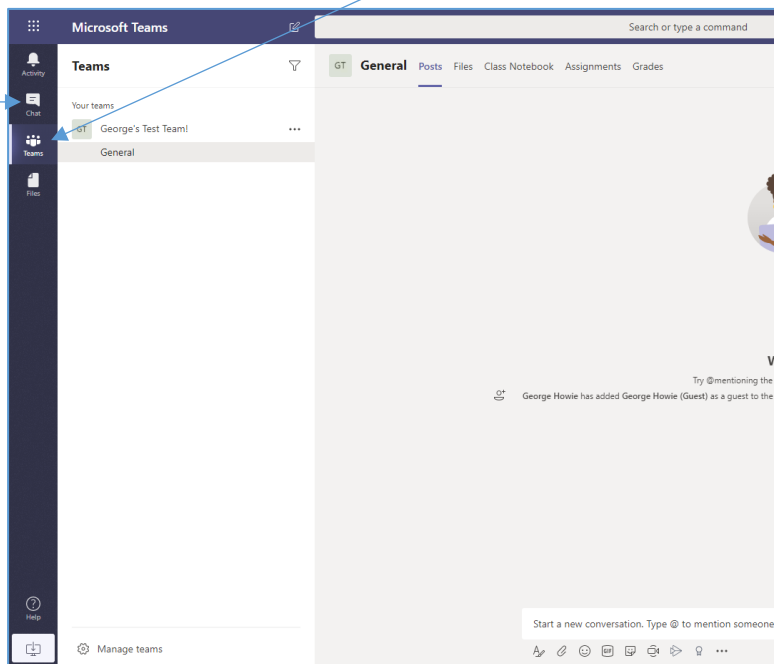 Microsoft Teams
Search or type a command
Activity
Chat
Teams
Files
Help
Teams
Your teams
GT George's Test Team!
General
Manage teams
GT General Posts Files Class Notebook Assignments Grades
W
Try @mentioning the
George Howie has added George Howie (Guest) as a guest to the
Start a new conversation. Type @ to mention someone
GIF